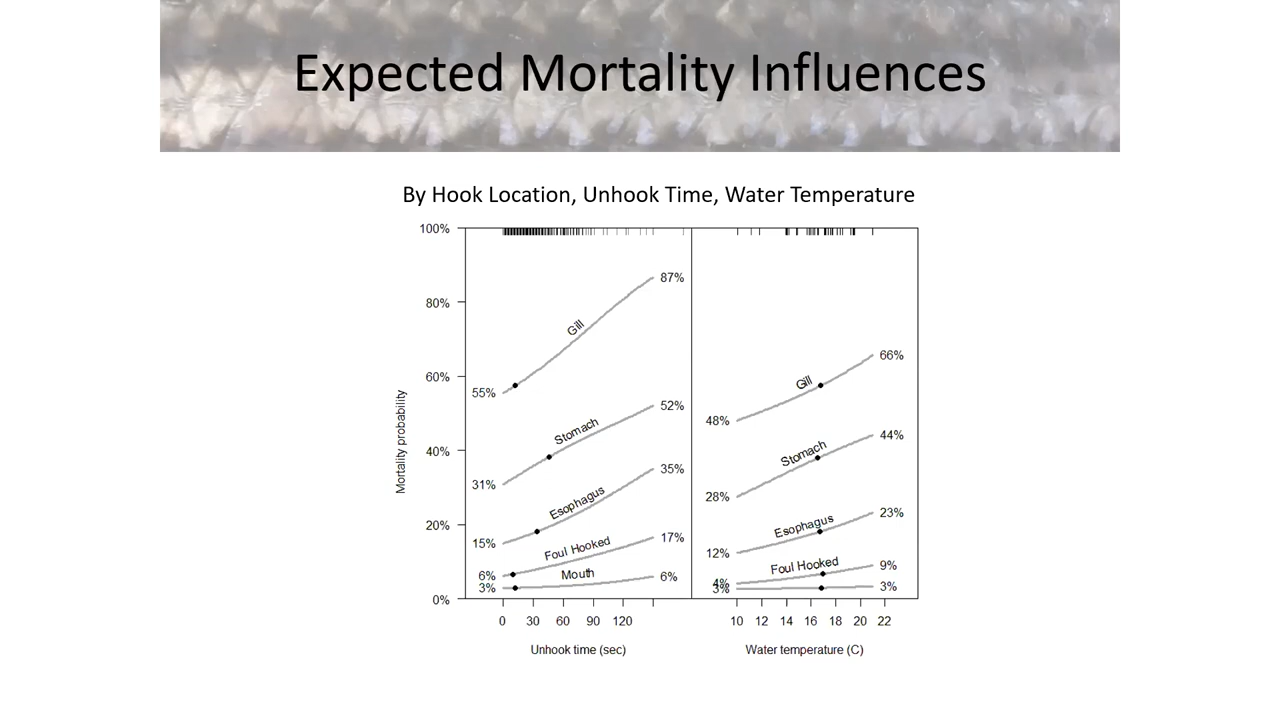 Expected Mortality Influences
By Hook Location, Unhook Time, Water Temperature
Mortality probability
100%
80%
60%
40%
20%
0%
55%
Gill
87%
31%
Stomach
52%
15%
Esophagus
35%
6%
Foul Hooked
17%
3%
Mouth
6%
0 30 60 90 120
Unhook time (sec)
48%
Gill
66%
28%
Stomach
44%
12%
Esophagus
23%
4%
Foul Hooked
9%
3%
3%
10 12 14 16 18 20 22
Water temperature (C)